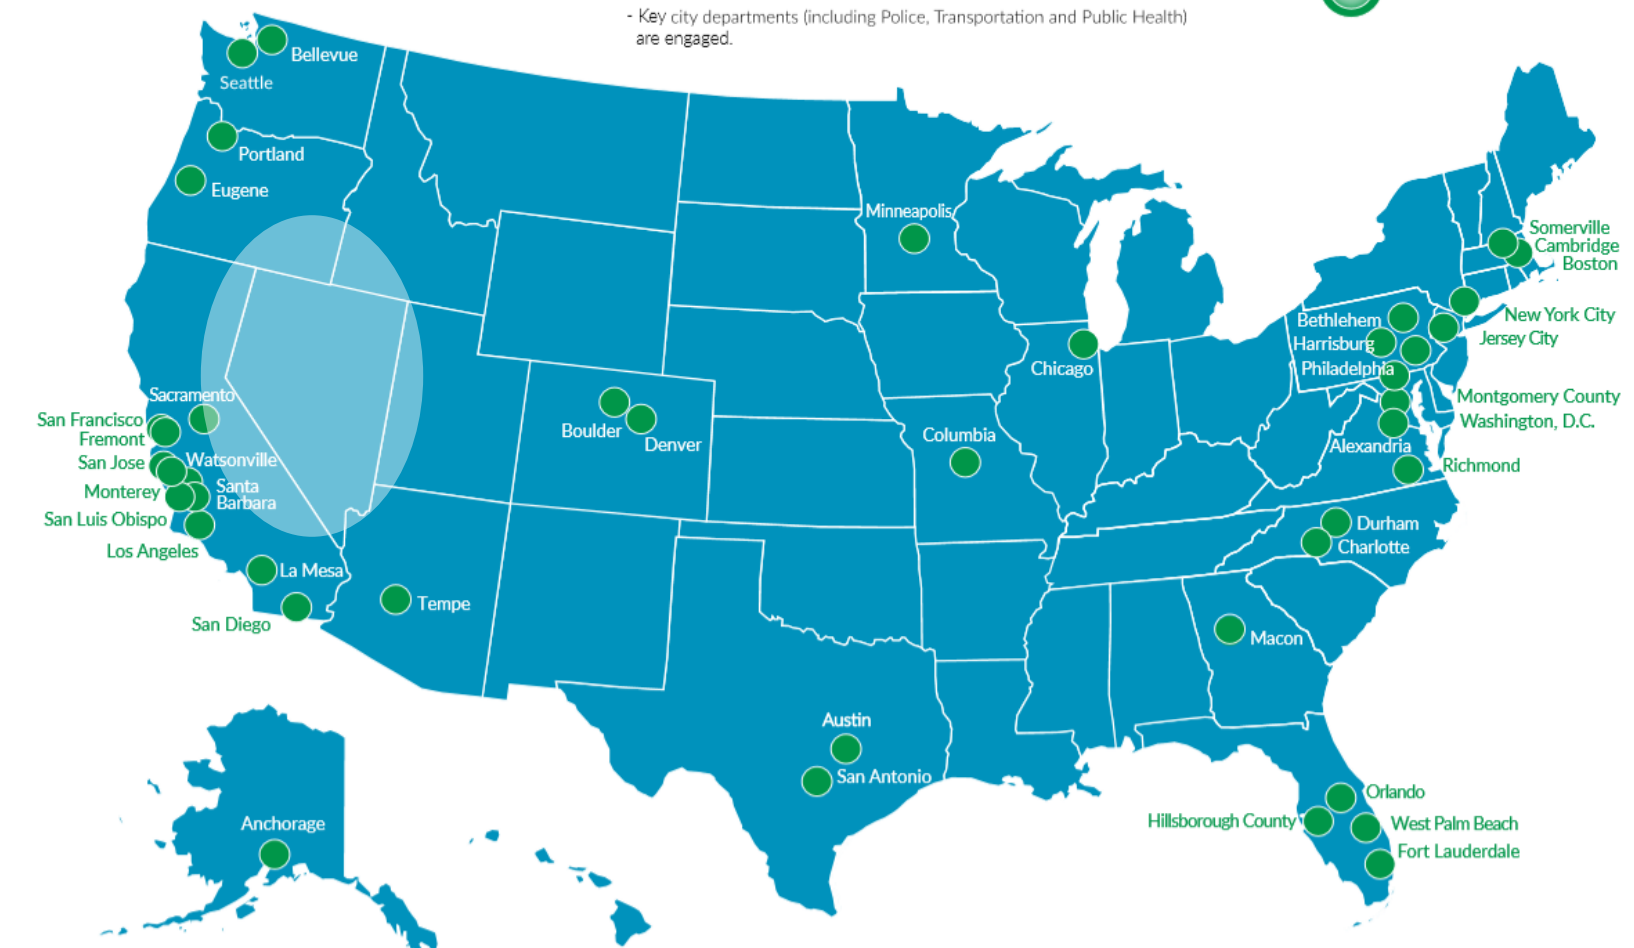 - Key city departments (including Police, Transportation and Public Health)
are engaged.
Bellevue
Seattle
Portland
Eugene
Minneapolis
Somerville
Cambridge
Boston
New York City
Jersey City
Bethlehem
Harrisburg
Philadelphia
Chicago
Montgomery County
Washington, D.C.
Alexandria
Richmond
Sacramento
San Francisco
Fremont
San Jose
Watsonville
Monterey
Santa
Barbara
San Luis Obispo
Los Angeles
La Mesa
San Diego
Boulder
Denver
Columbia
Tempe
Durham
Charlotte
Macon
Austin
San Antonio
Orlando
Hillsborough County
West Palm Beach
Fort Lauderdale
Anchorage